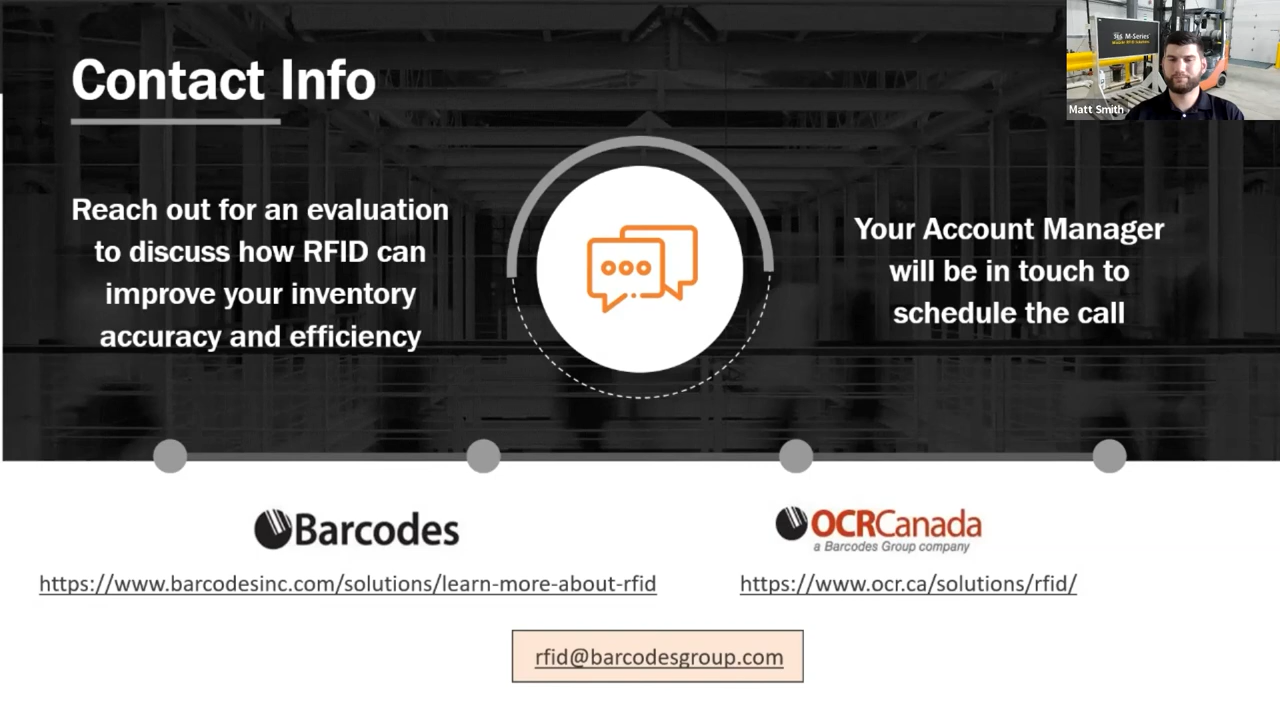 Contact Info
Reach out for an evaluation
to discuss how RFID can
improve your inventory
accuracy and efficiency
Your Account Manager
will be in touch to
schedule the call
Barcodes
https://www.barcodesinc.com/solutions/learn-more-about-rfid
OCRCanada
a Barcodes Group company
https://www.ocr.ca/solutions/rfid/
rfid@barcodesgroup.com
M-Series
Matt Smith